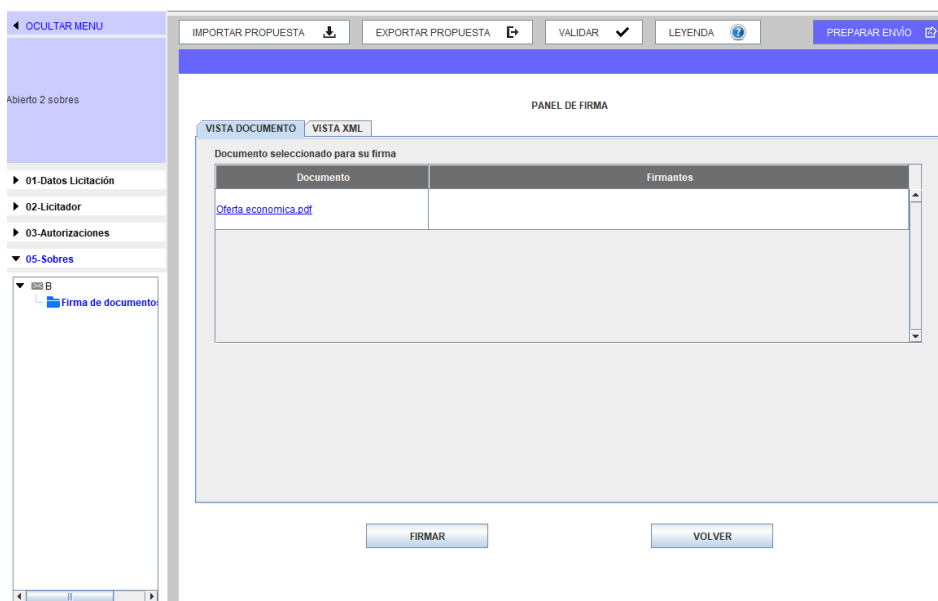 OCULTAR MENU
IMPORTAR PROPUESTA
EXPORTAR PROPUESTA
VALIDAR
LEYENDA
PREPARAR ENVÍO
Abierto 2 sobres
PANEL DE FIRMA
VISTA DOCUMENTO
VISTA XML
Documento seleccionado para su firma
Documento
Firmantes
Oferta economica.pdf
01-Datos Licitación
02-Licitador
03-Autorizaciones
05-Sobres
B
Firma de documentos
FIRMAR
VOLVER